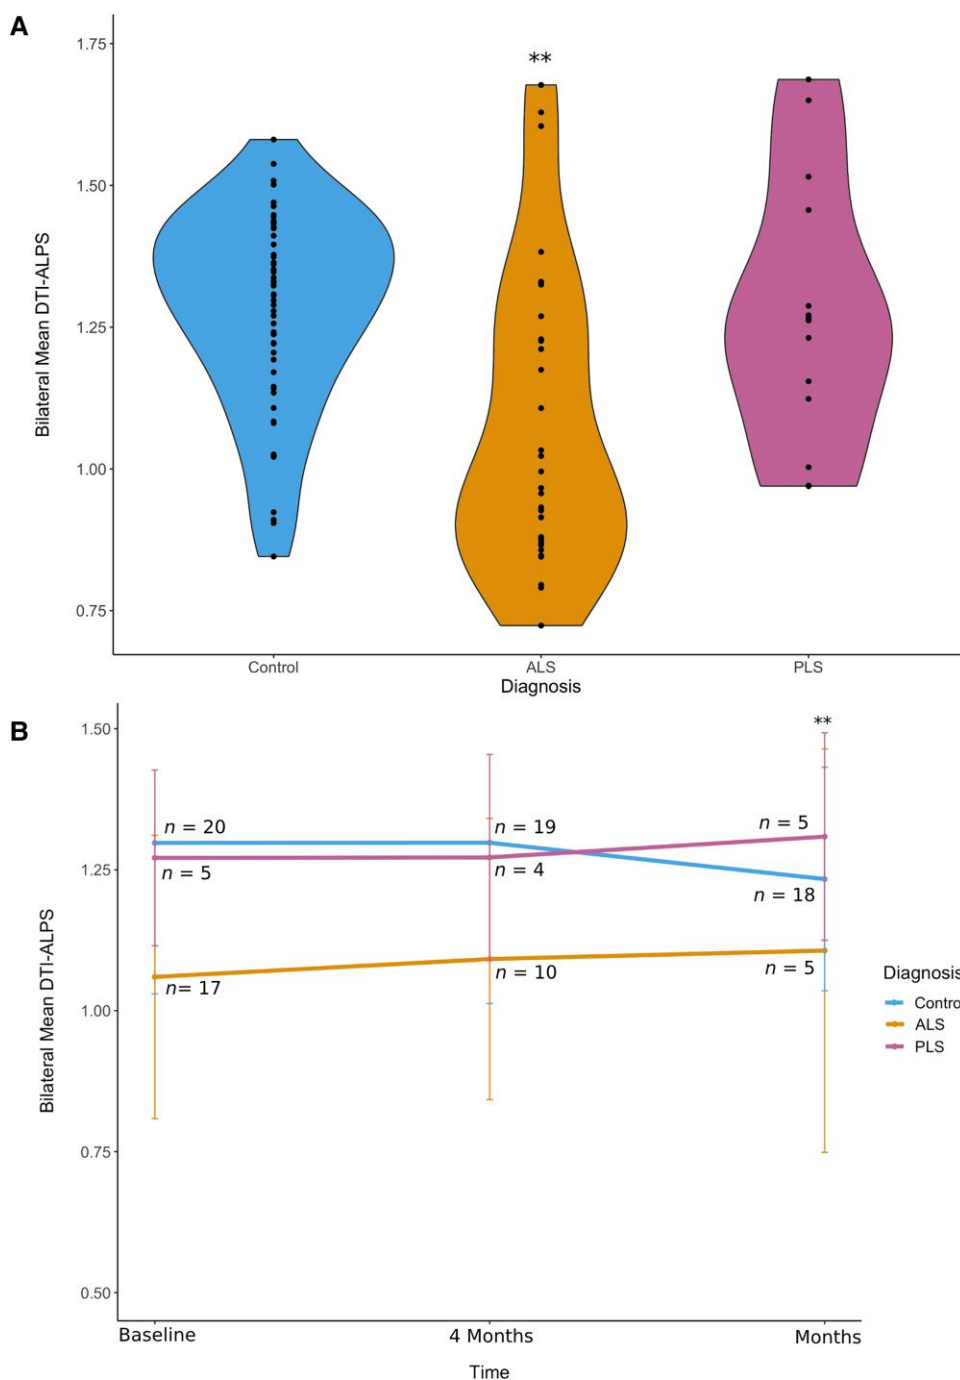 A
**
1.75
1.50
1.25
1.00
0.75
Bilateral Mean DTI-ALPS
Control
ALS
PLS
Diagnosis
B
**
1.50
1.25
1.00
0.75
0.50
Bilateral Mean DTI-ALPS
n = 20
n = 19
n = 5
n = 5
n = 4
n = 18
n= 17
n = 10
n = 5
Diagnosis
Contro
ALS
PLS
Baseline
4 Months
Months
Time